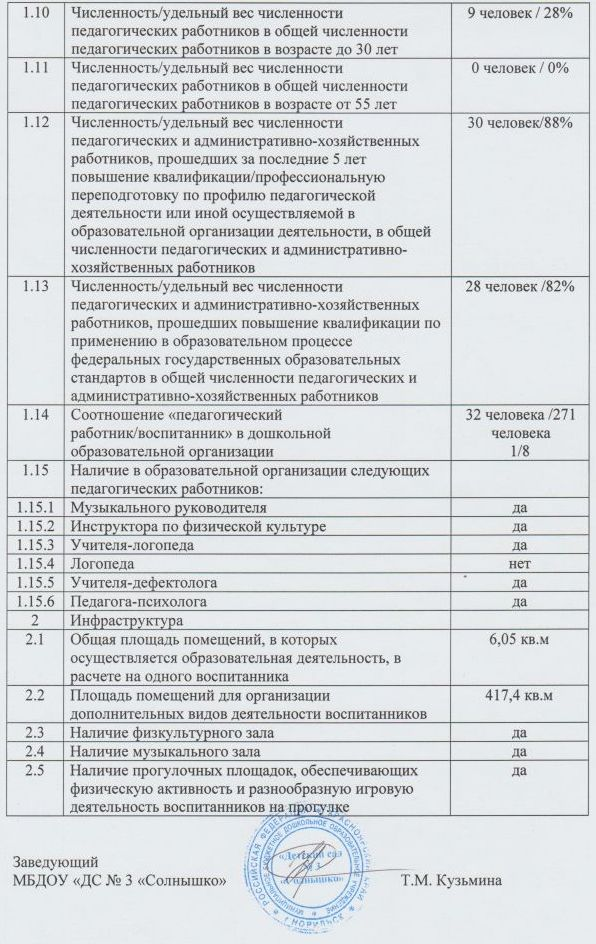 1.10 Численность/удельный вес численности 9 человек / 28%
педагогических работников в общей численности
педагогических работников в возрасте до 30 лет
1.11 Численность/удельный вес численности 0 человек / 0%
педагогических работников в общей численности
педагогических работников в возрасте от 55 лет
1.12 Численность/удельный вес численности 30 человек/88%
педагогических и административно-хозяйственных
работников, прошедших за последние 5 лет
повышение квалификации/профессиональную
переподготовку по профилю педагогической
деятельности или иной осуществляемой в
образовательной организации деятельности, в общей
численности педагогических и административно-
хозяйственных работников
1.13 Численность/удельный вес численности 28 человек /82%
педагогических и административно-хозяйственных
работников, прошедших повышение квалификации по
применению в образовательном процессе
федеральных государственных образовательных
стандартов в общей численности педагогических и
административно-хозяйственных работников
1.14 Соотношение «педагогический 32 человека /271
работник/воспитанник» в дошкольной человека
образовательной организации 1/8
1.15 Наличие в образовательной организации следующих
педагогических работников:
1.15.1 Музыкального руководителя да
1.15.2 Инструктора по физической культуре да
1.15.3 Учителя-логопеда да
1.15.4 Логопеда нет
1.15.5 Учителя-дефектолога да
1.15.6 Педагога-психолога да
2 Инфраструктура
2.1 Общая площадь помещений, в которых 6,05 кв.м
осуществляется образовательная деятельность, в
расчете на одного воспитанника
2.2 Площадь помещений для организации 417,4 кв.м
дополнительных видов деятельности воспитанников
2.3 Наличие физкультурного зала да
2.4 Наличие музыкального зала да
2.5 Наличие прогулочных площадок, обеспечивающих да
физическую активность и разнообразную игровую
деятельность воспитанников на прогулке
РОССИЙСКАЯ ФЕДЕРАЦИЯ
«Детский сад
№ 3
«Солнышко»
Г.НОРИЛЬСК
Заведующий
МБДОУ «ДС № 3 «Солнышко» Т.М. Кузьмина